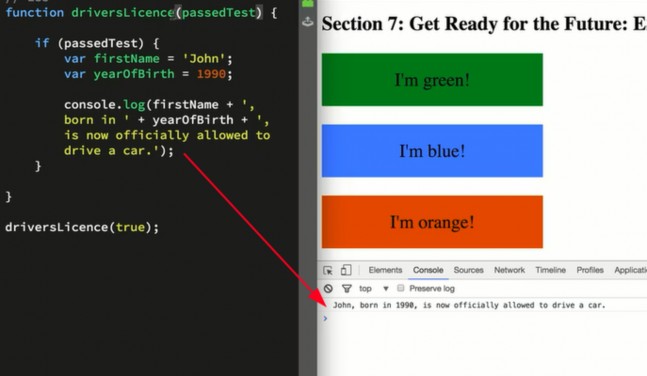 function driversLicence(passedTest) {
if (passedTest) {
var firstName = 'John';
var yearOfBirth = 1990;
console.log(firstName + ',
born in ' + yearOfBirth + ',
is now officially allowed to
drive a car.');
}
}
driversLicence(true);
Section 7: Get Ready for the Future: E
I'm green!
I'm blue!
I'm orange!
Elements Console Sources Network Timeline Profiles Applicati
top Preserve log
John, born in 1990, is now officially allowed to drive a car.
>